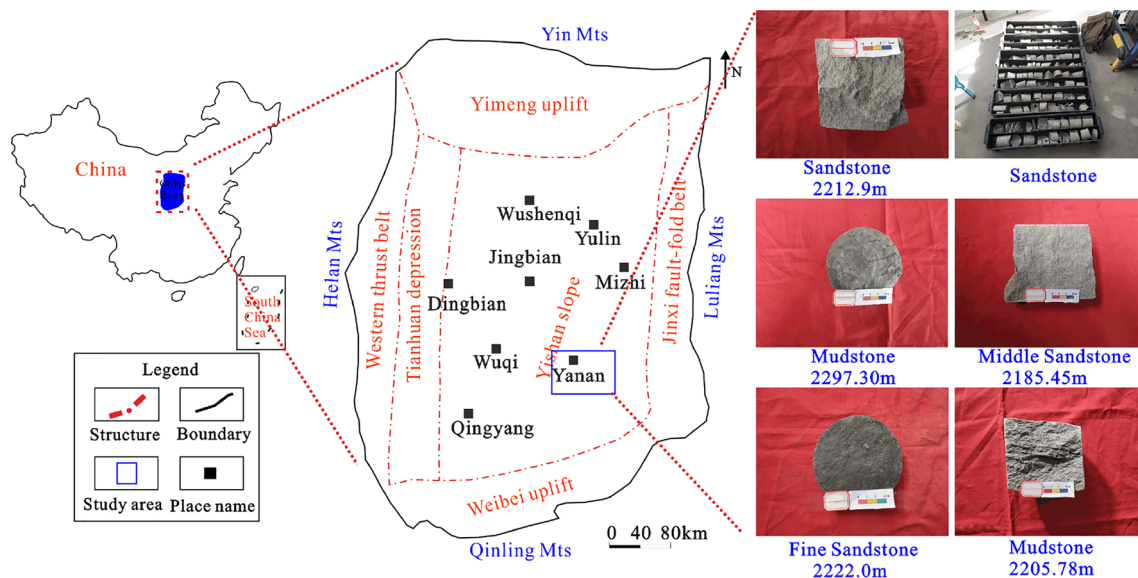 China
South
China
Sea
Legend
Structure
Boundary
Study area
Place name
Yin Mts
N
Yimeng uplift
Helan Mts
Western thrust belt
Tianhuan depression
Wushenqi
Yulin
Jingbian
Mizhi
Dingbian
Yishan slope
Jinxi fault-fold belt
Luliang Mts
Wuqi
Yanan
Qingyang
Weibei uplift
Qinling Mts
0 40 80km
Sandstone
2212.9m
Sandstone
Mudstone
2297.30m
Middle Sandstone
2185.45m
Fine Sandstone
2222.0m
Mudstone
2205.78m